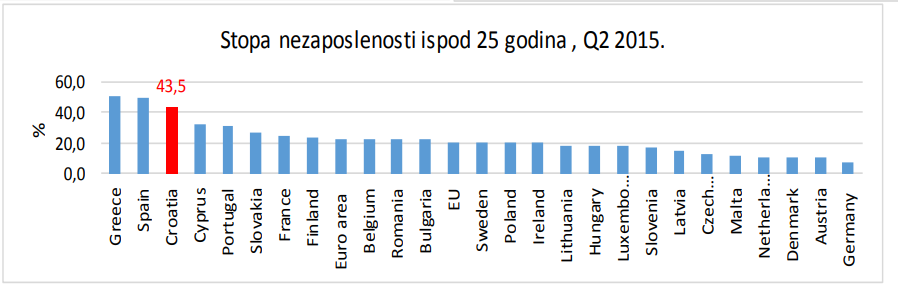 Stopa nezaposlenosti ispod 25 godina , Q2 2015.
43,5
60,0
40,0
20,0
0,0
%
Greece
Spain
Croatia
Cyprus
Portugal
Slovakia
France
Finland
Euro area
Belgium
Romania
Bulgaria
EU
Sweden
Poland
Ireland
Lithuania
Hungary
Luxembo...
Slovenia
Latvia
Czech...
Malta
Netherla...
Denmark
Austria
Germany